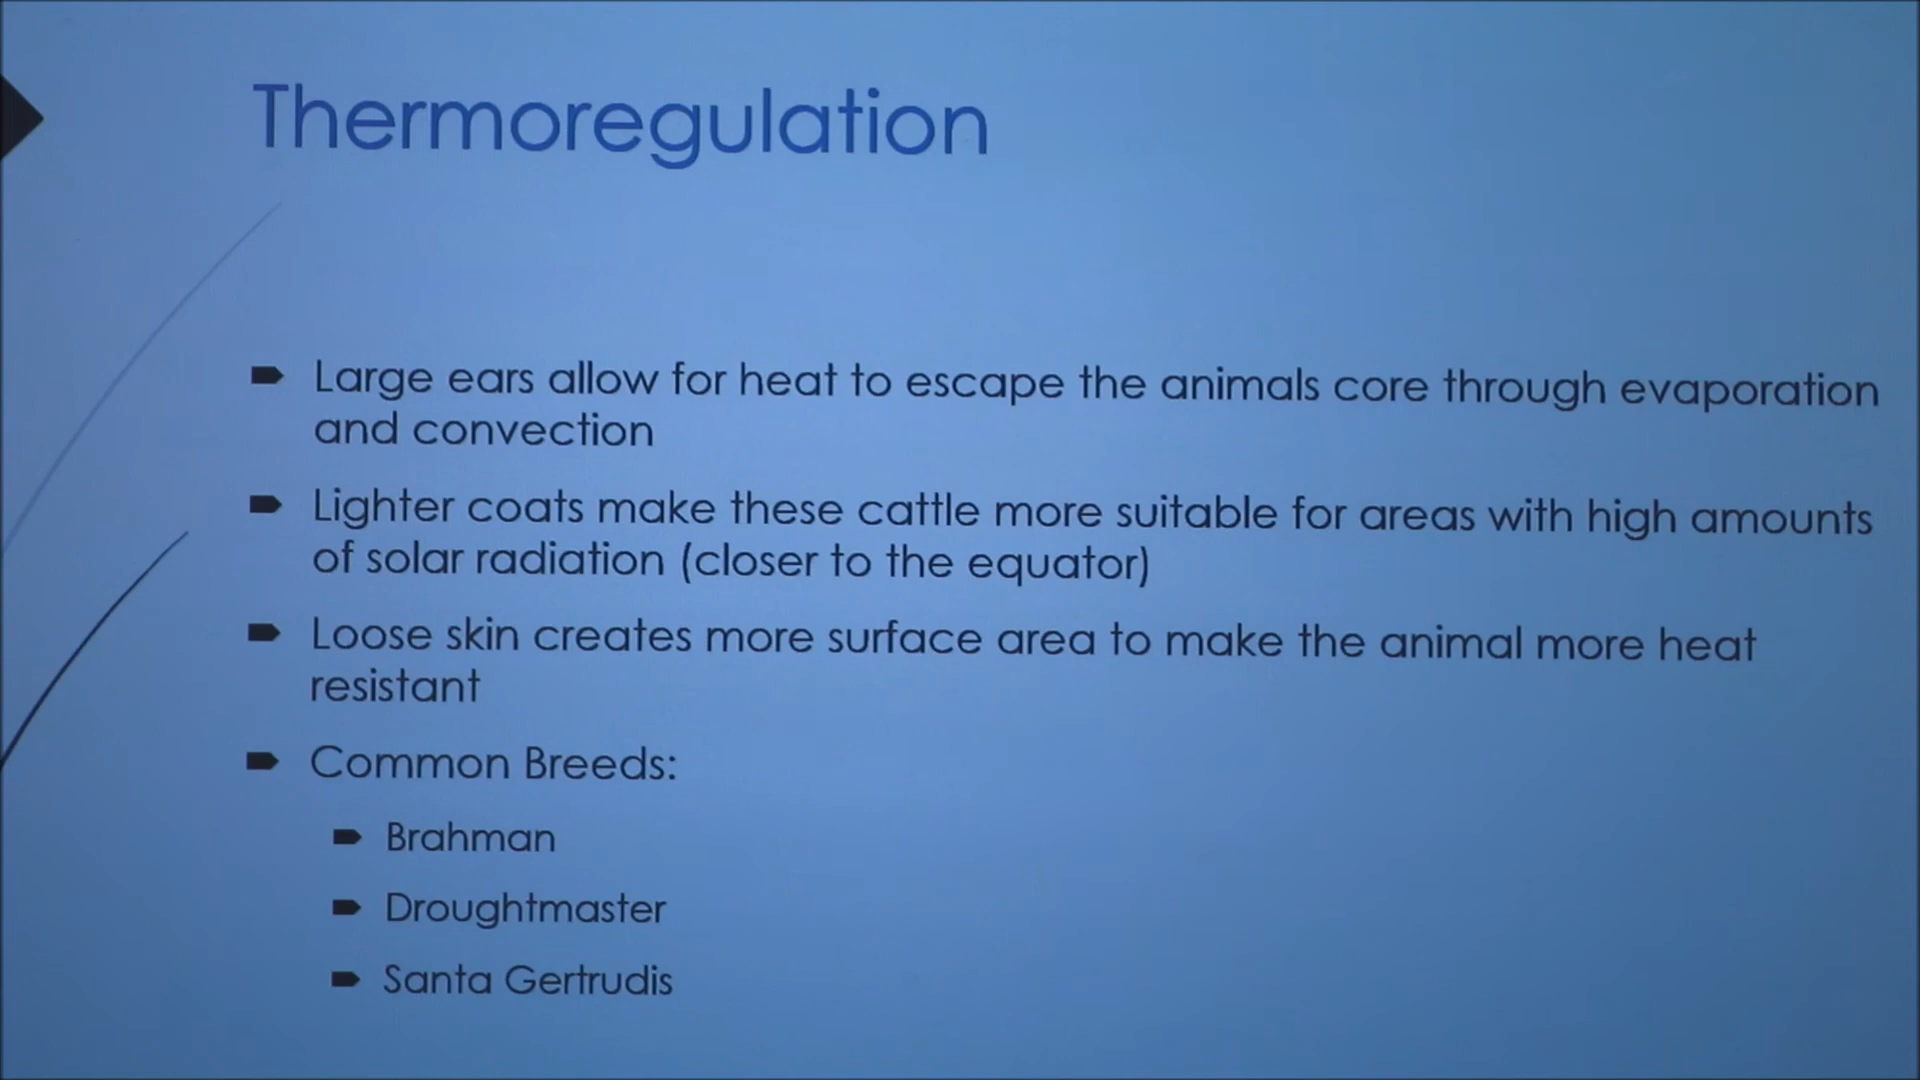 Thermoregulation
Large ears allow for heat to escape the animals core through evaporation
and convection
Lighter coats make these cattle more suitable for areas with high amounts
of solar radiation (closer to the equator)
Loose skin creates more surface area to make the animal more heat
resistant
Common Breeds:
Brahman
Droughtmaster
Santa Gertrudis